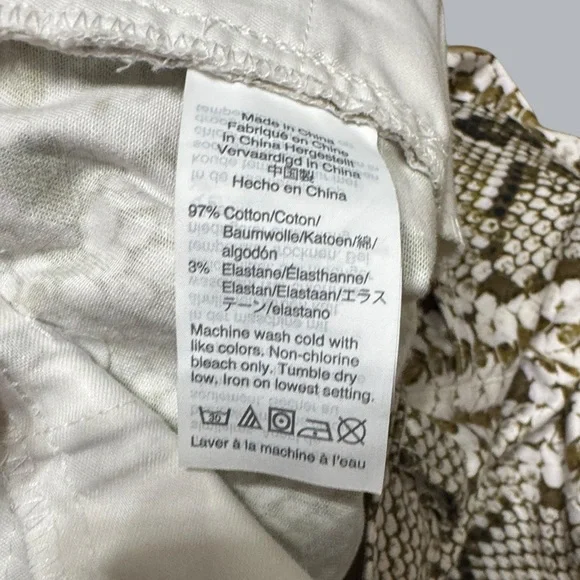 Made in China
Fabriqué en Chine
In China Hergestellt
Vervaardigd in China
中国製
Hecho en China
97% Cotton/Coton/
Baumwolle/Katoen/綿/
algodón
3% Elastane/Élasthanne/
Elastan/Elastaan/エラス
テーン/elastano
Machine wash cold with
like colors. Non-chlorine
bleach only. Tumble dry
low. Iron on lowest setting.
30
Laver à la machine à l'eau